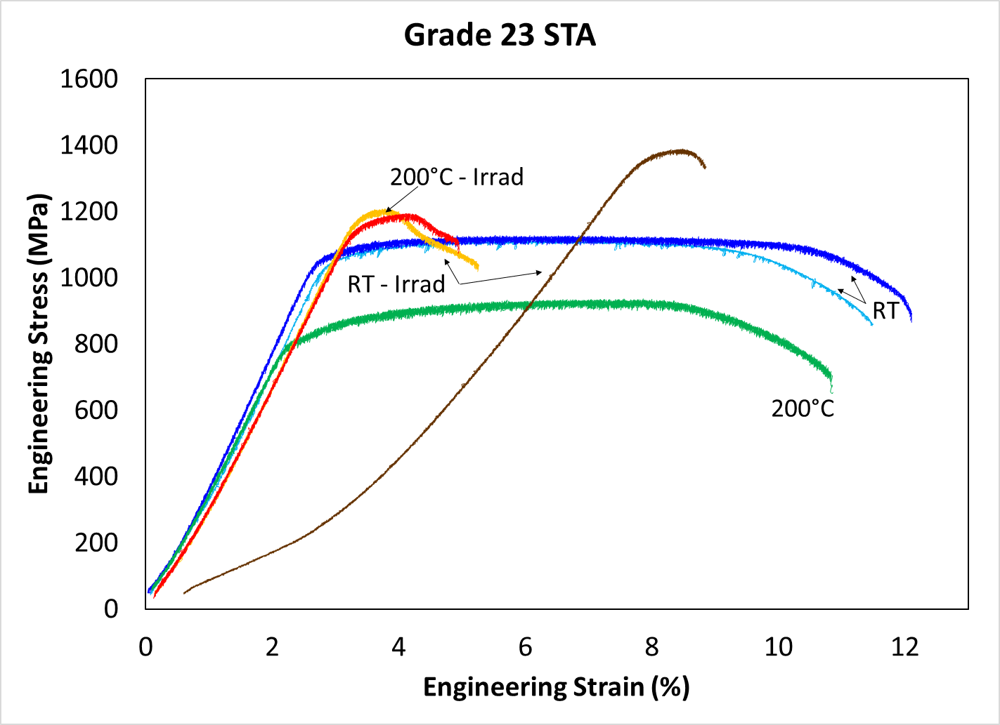 Grade 23 STA
Engineering Stress (MPa)
1600
1400
1200
1000
800
600
400
200
0
200°C - Irrad
RT - Irrad
RT
200°C
0 2 4 6 8 10 12
Engineering Strain (%)